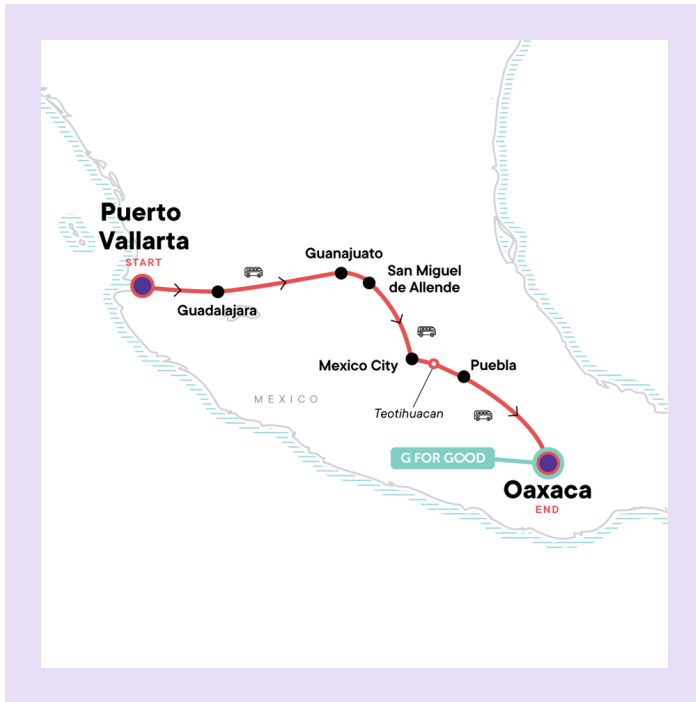 Puerto
Vallarta
START
Guanajuato
San Miguel
de Allende
Guadalajara
Mexico City
Puebla
MEXICO
Teotihuacan
G FOR GOOD
Oaxaca
END